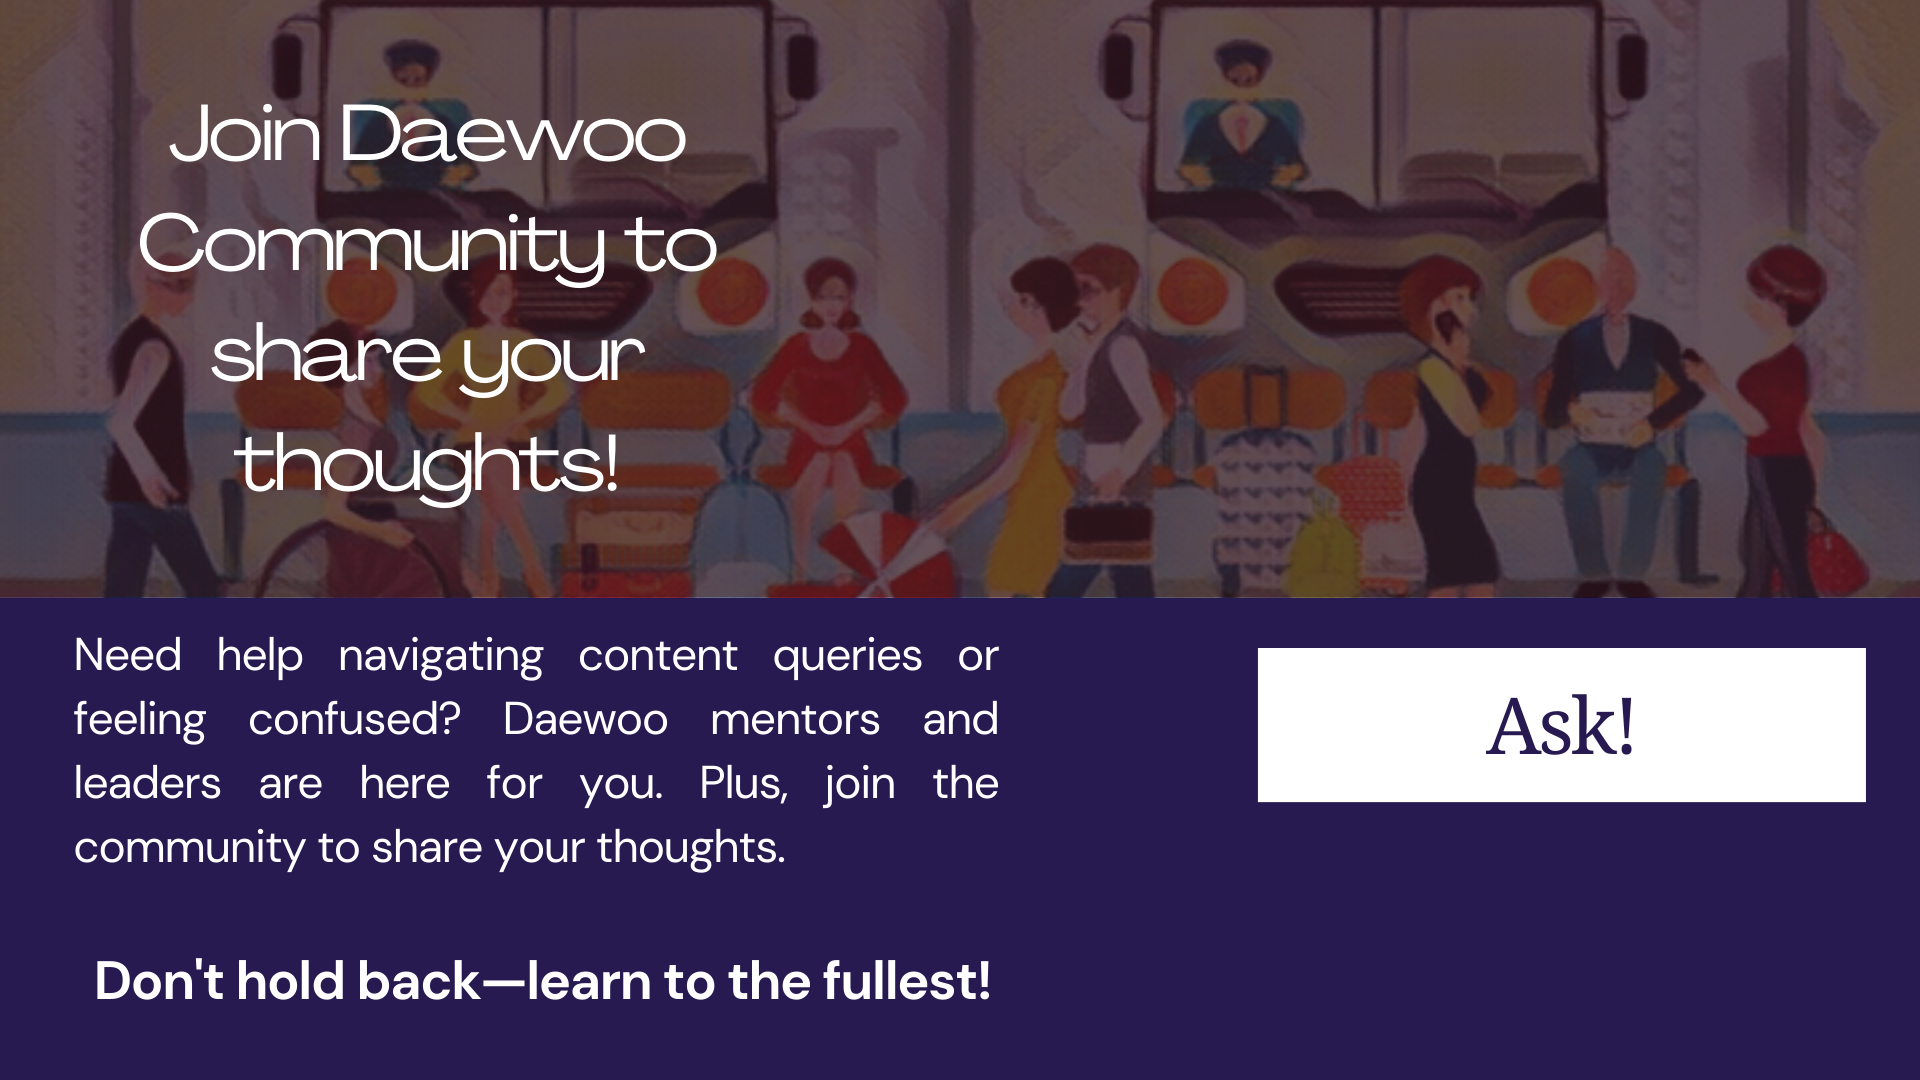 Join Daewoo
Community to
share your
thoughts!
Need help navigating content queries or
feeling confused? Daewoo mentors and
leaders are here for you. Plus, join the
community to share your thoughts.
Ask!
Don't hold back—learn to the fullest!